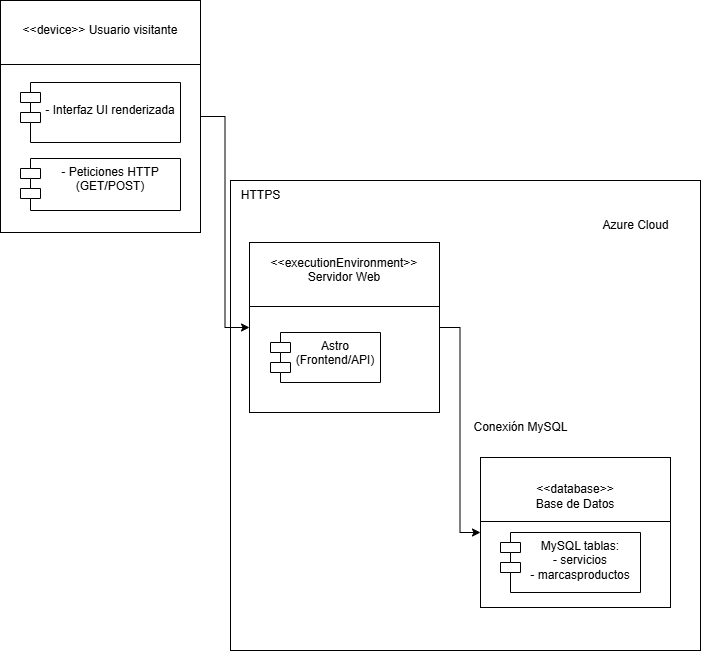 <<device>> Usuario visitante
- Interfaz UI renderizada
- Peticiones HTTP
(GET/POST)
HTTPS
Azure Cloud
<<executionEnvironment>>
Servidor Web
Astro
(Frontend/API)
Conexión MySQL
<<database>>
Base de Datos
MySQL tablas:
- servicios
- marcasproductos